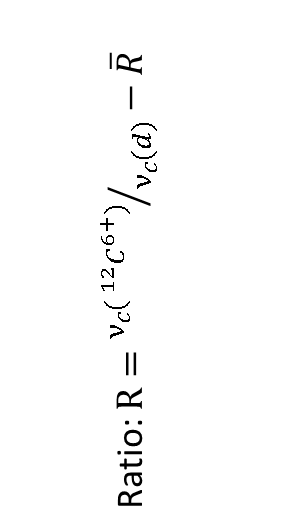 Ratio: R = ν_c(¹²C⁶⁺)/ν_c(d) − R̿